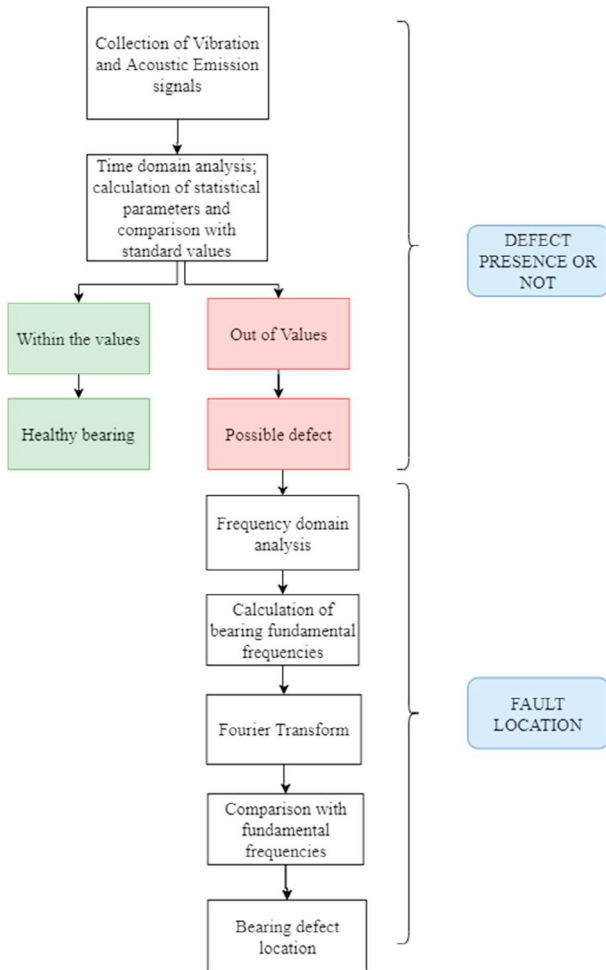 Collection of Vibration
and Acoustic Emission
signals
Time domain analysis;
calculation of statistical
parameters and
comparison with
standard values
DEFECT
PRESENCE OR
NOT
Within the values
Out of Values
Healthy bearing
Possible defect
Frequency domain
analysis
Calculation of
bearing fundamental
frequencies
Fourier Transform
FAULT
LOCATION
Comparison with
fundamental
frequencies
Bearing defect
location